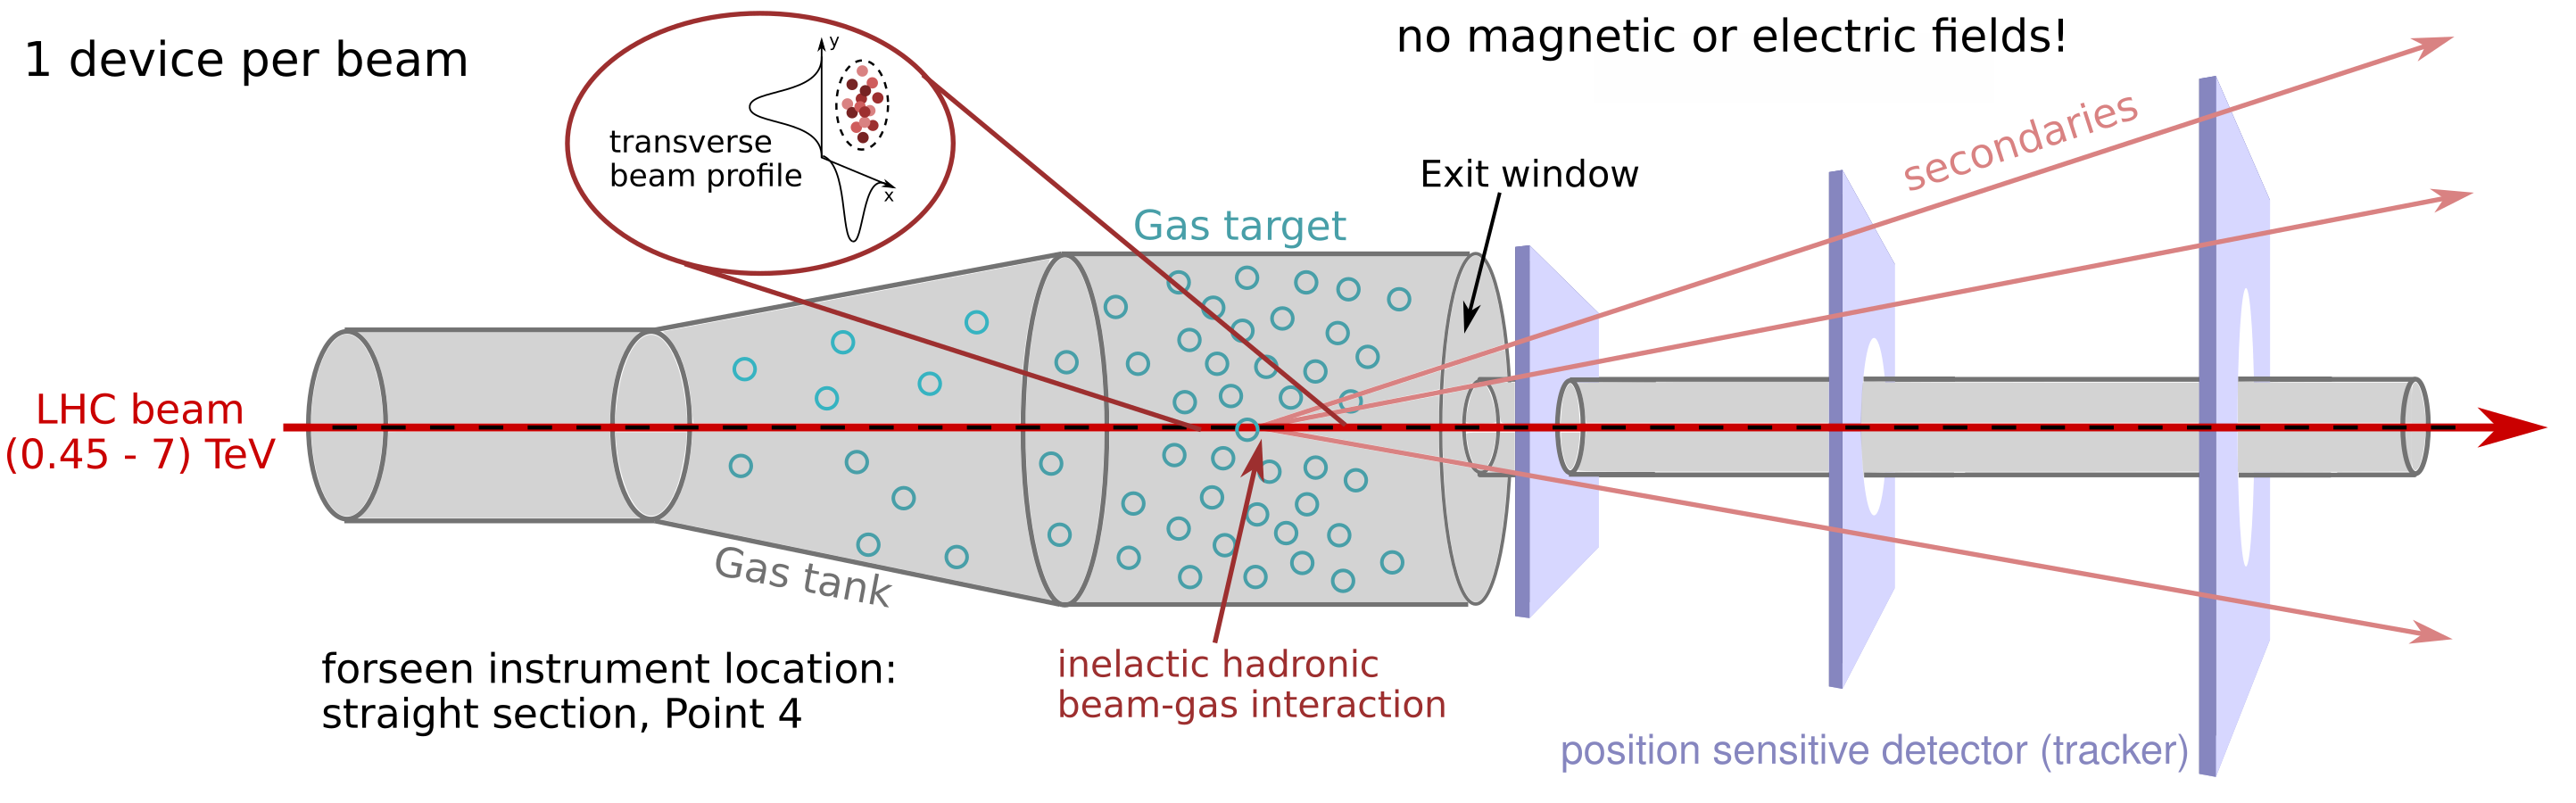 1 device per beam
no magnetic or electric fields!
y
transverse
beam profile
x
secondaries
Exit window
Gas target
LHC beam
(0.45 - 7) TeV
Gas tank
forseen instrument location:
straight section, Point 4
inelactic hadronic
beam-gas interaction
position sensitive detector (tracker)